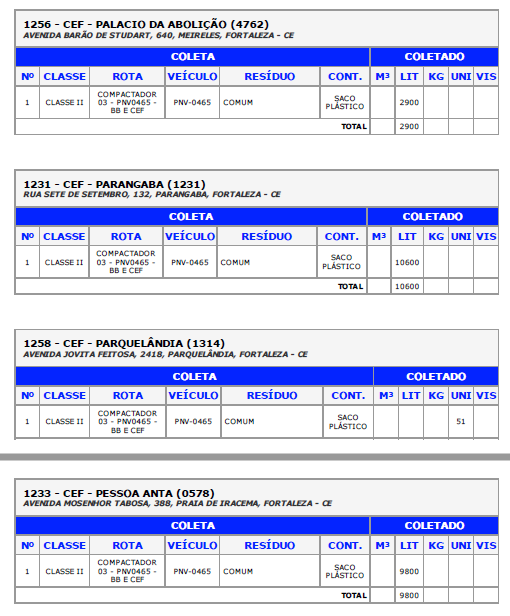 1256 - CEF - PALACIO DA ABOLIÇÃO (4762)
AVENIDA BARÃO DE STUDART, 640, MEIRELES, FORTALEZA - CE
COLETA COLETADO
Nº CLASSE ROTA VEÍCULO RESÍDUO CONT. M³ LIT KG UNI VIS
1 CLASSE II COMPACTADOR 03 - PNV0465 - BB E CEF PNV-0465 COMUM SACO PLÁSTICO 2900
TOTAL 2900
1231 - CEF - PARANGABA (1231)
RUA SETE DE SETEMBRO, 132, PARANGABA, FORTALEZA - CE
COLETA COLETADO
Nº CLASSE ROTA VEÍCULO RESÍDUO CONT. M³ LIT KG UNI VIS
1 CLASSE II COMPACTADOR 03 - PNV0465 - BB E CEF PNV-0465 COMUM SACO PLÁSTICO 10600
TOTAL 10600
1258 - CEF - PARQUELÂNDIA (1314)
AVENIDA JOVITA FEITOSA, 2418, PARQUELÂNDIA, FORTALEZA - CE
COLETA COLETADO
Nº CLASSE ROTA VEÍCULO RESÍDUO CONT. M³ LIT KG UNI VIS
1 CLASSE II COMPACTADOR 03 - PNV0465 - BB E CEF PNV-0465 COMUM SACO PLÁSTICO 51
1233 - CEF - PESSOA ANTA (0578)
AVENIDA MOSENHOR TABOSA, 388, PRAIA DE IRACEMA, FORTALEZA - CE
COLETA COLETADO
Nº CLASSE ROTA VEÍCULO RESÍDUO CONT. M³ LIT KG UNI VIS
1 CLASSE II COMPACTADOR 03 - PNV0465 - BB E CEF PNV-0465 COMUM SACO PLÁSTICO 9800
TOTAL 9800